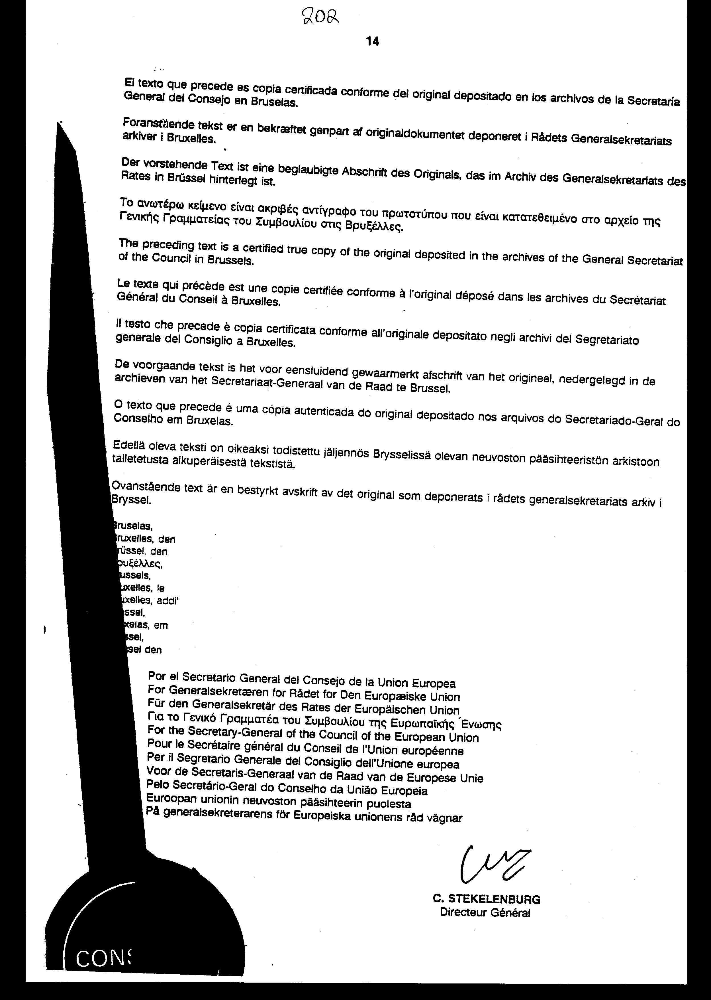 202
14
El texto que precede es copia certificada conforme del original depositado en los archivos de la Secretaría
General del Consejo en Bruselas.
Foranstående tekst er en bekræftet genpart af originaldokumentet deponeret i Rådets Generalsekretariats
arkiver i Bruxelles.
Der vorstehende Text ist eine beglaubigte Abschrift des Originals, das im Archiv des Generalsekretariats des
Rates in Brüssel hinterlegt ist.
Το ανωτέρω κείμενο είναι ακριβές αντίγραφο του πρωτοτύπου που είναι κατατεθειμένο στο αρχείο της
Γενικής Γραμματείας του Συμβουλίου στις Βρυξέλλες.
The preceding text is a certified true copy of the original deposited in the archives of the General Secretariat
of the Council in Brussels.
Le texte qui précède est une copie certifiée conforme à l'original déposé dans les archives du Secrétariat
Général du Conseil à Bruxelles.
Il testo che precede è copia certificata conforme all'originale depositato negli archivi del Segretariato
generale del Consiglio a Bruxelles.
De voorgaande tekst is het voor eensluidend gewaarmerkt afschrift van het origineel, nedergelegd in de
archieven van het Secretariaat-Generaal van de Raad te Brussel.
O texto que precede é uma cópia autenticada do original depositado nos arquivos do Secretariado-Geral do
Conselho em Bruxelas.
Edellä oleva teksti on oikeaksi todistettu jäljennös Brysselissä olevan neuvoston pääsihteeristön arkistoon
talletetusta alkuperäisestä tekstistä.
Ovanstående text är en bestyrkt avskrift av det original som deponerats i rådets generalsekretariats arkiv i
Bryssel.
Bruselas,
ruxelles, den
rüssel, den
ρυξέλλες,
ussels,
uxelles, le
uxelles, addi'
ssel,
xelas, em
ssel,
sel den
Por el Secretario General del Consejo de la Union Europea
For Generalsekretæren for Rådet for Den Europæiske Union
Für den Generalsekretär des Rates der Europäischen Union
Για το Γενικό Γραμματέα του Συμβουλίου της Ευρωπαϊκής Ένωσης
For the Secretary-General of the Council of the European Union
Pour le Secrétaire général du Conseil de l'Union européenne
Per il Segretario Generale del Consiglio dell'Unione europea
Voor de Secretaris-Generaal van de Raad van de Europese Unie
Pelo Secretário-Geral do Conselho da União Europeia
Euroopan unionin neuvoston pääsihteerin puolesta
På generalsekreterarens för Europeiska unionens råd vägnar
C. STEKELENBURG
Directeur Général
CONS